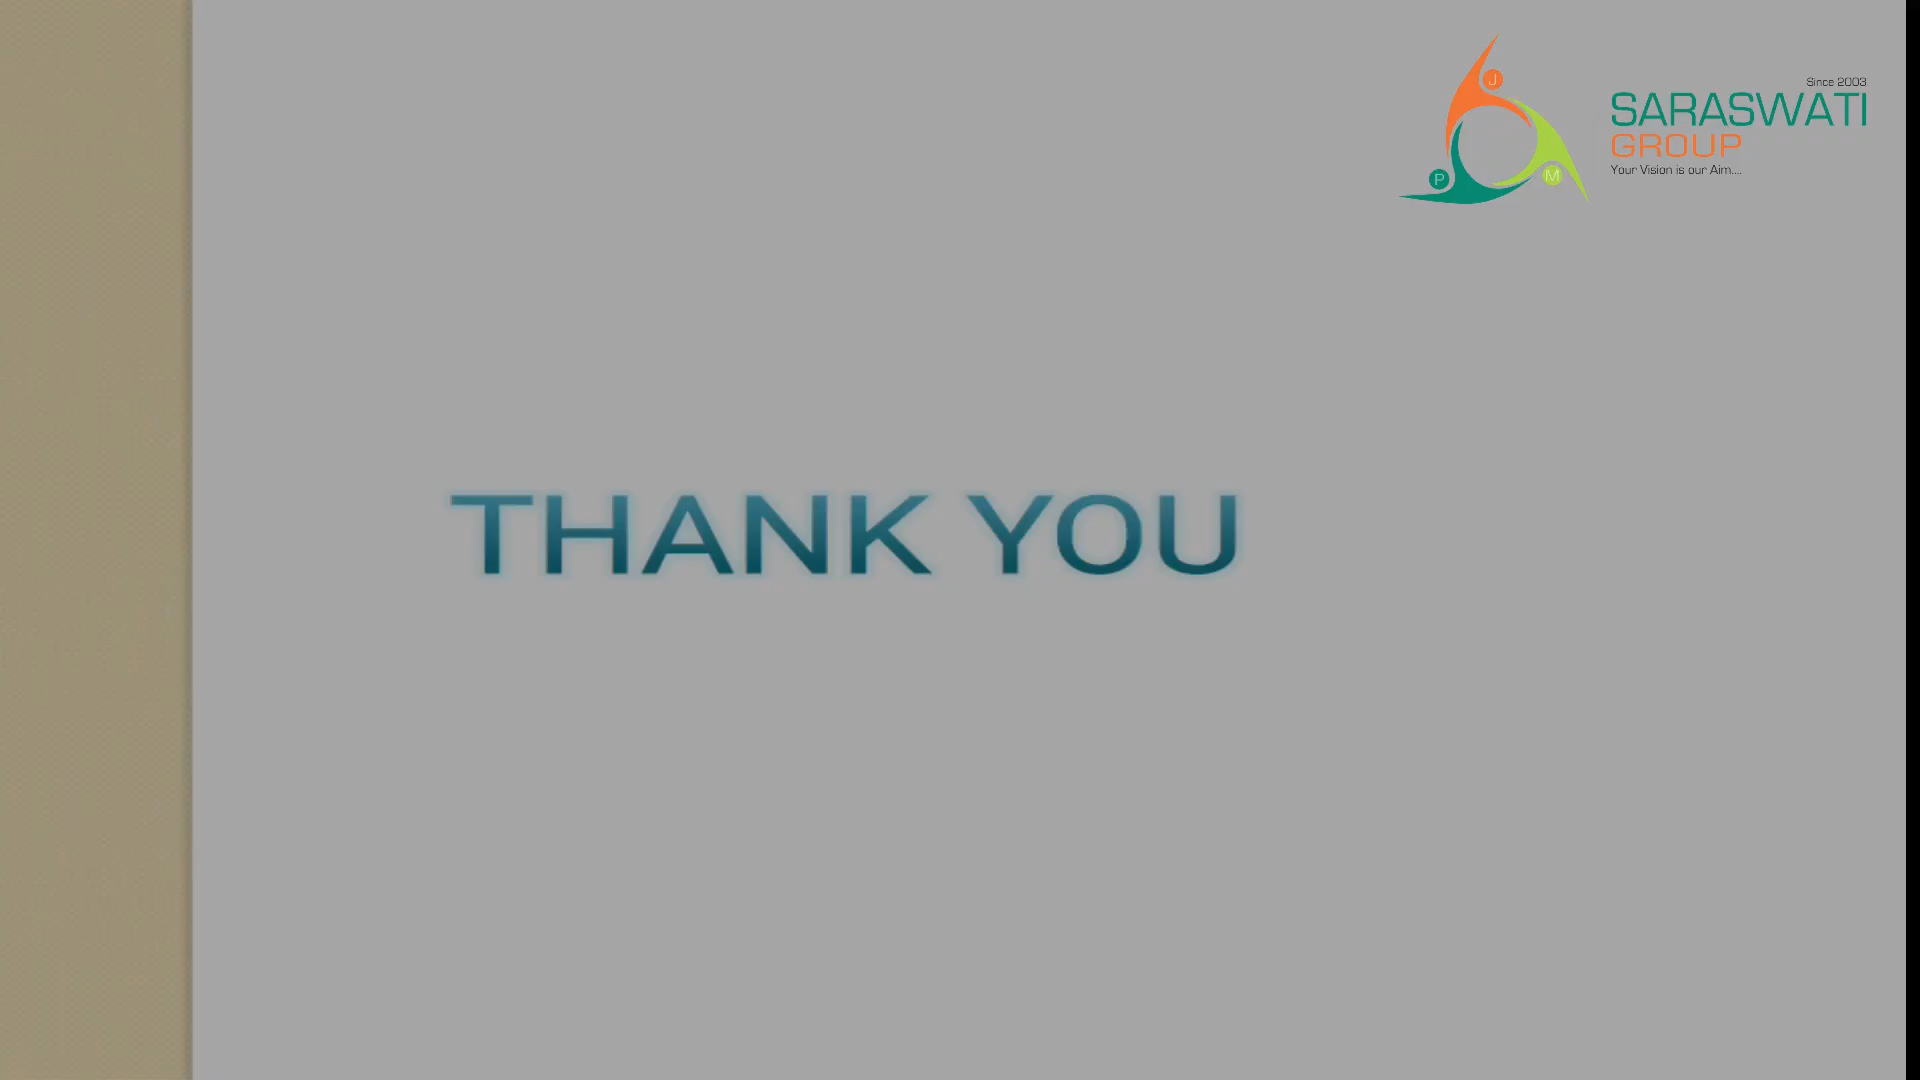 J
Since 2003
SARASWATI
GROUP
Your Vision is our Aim....
P
M
THANK YOU